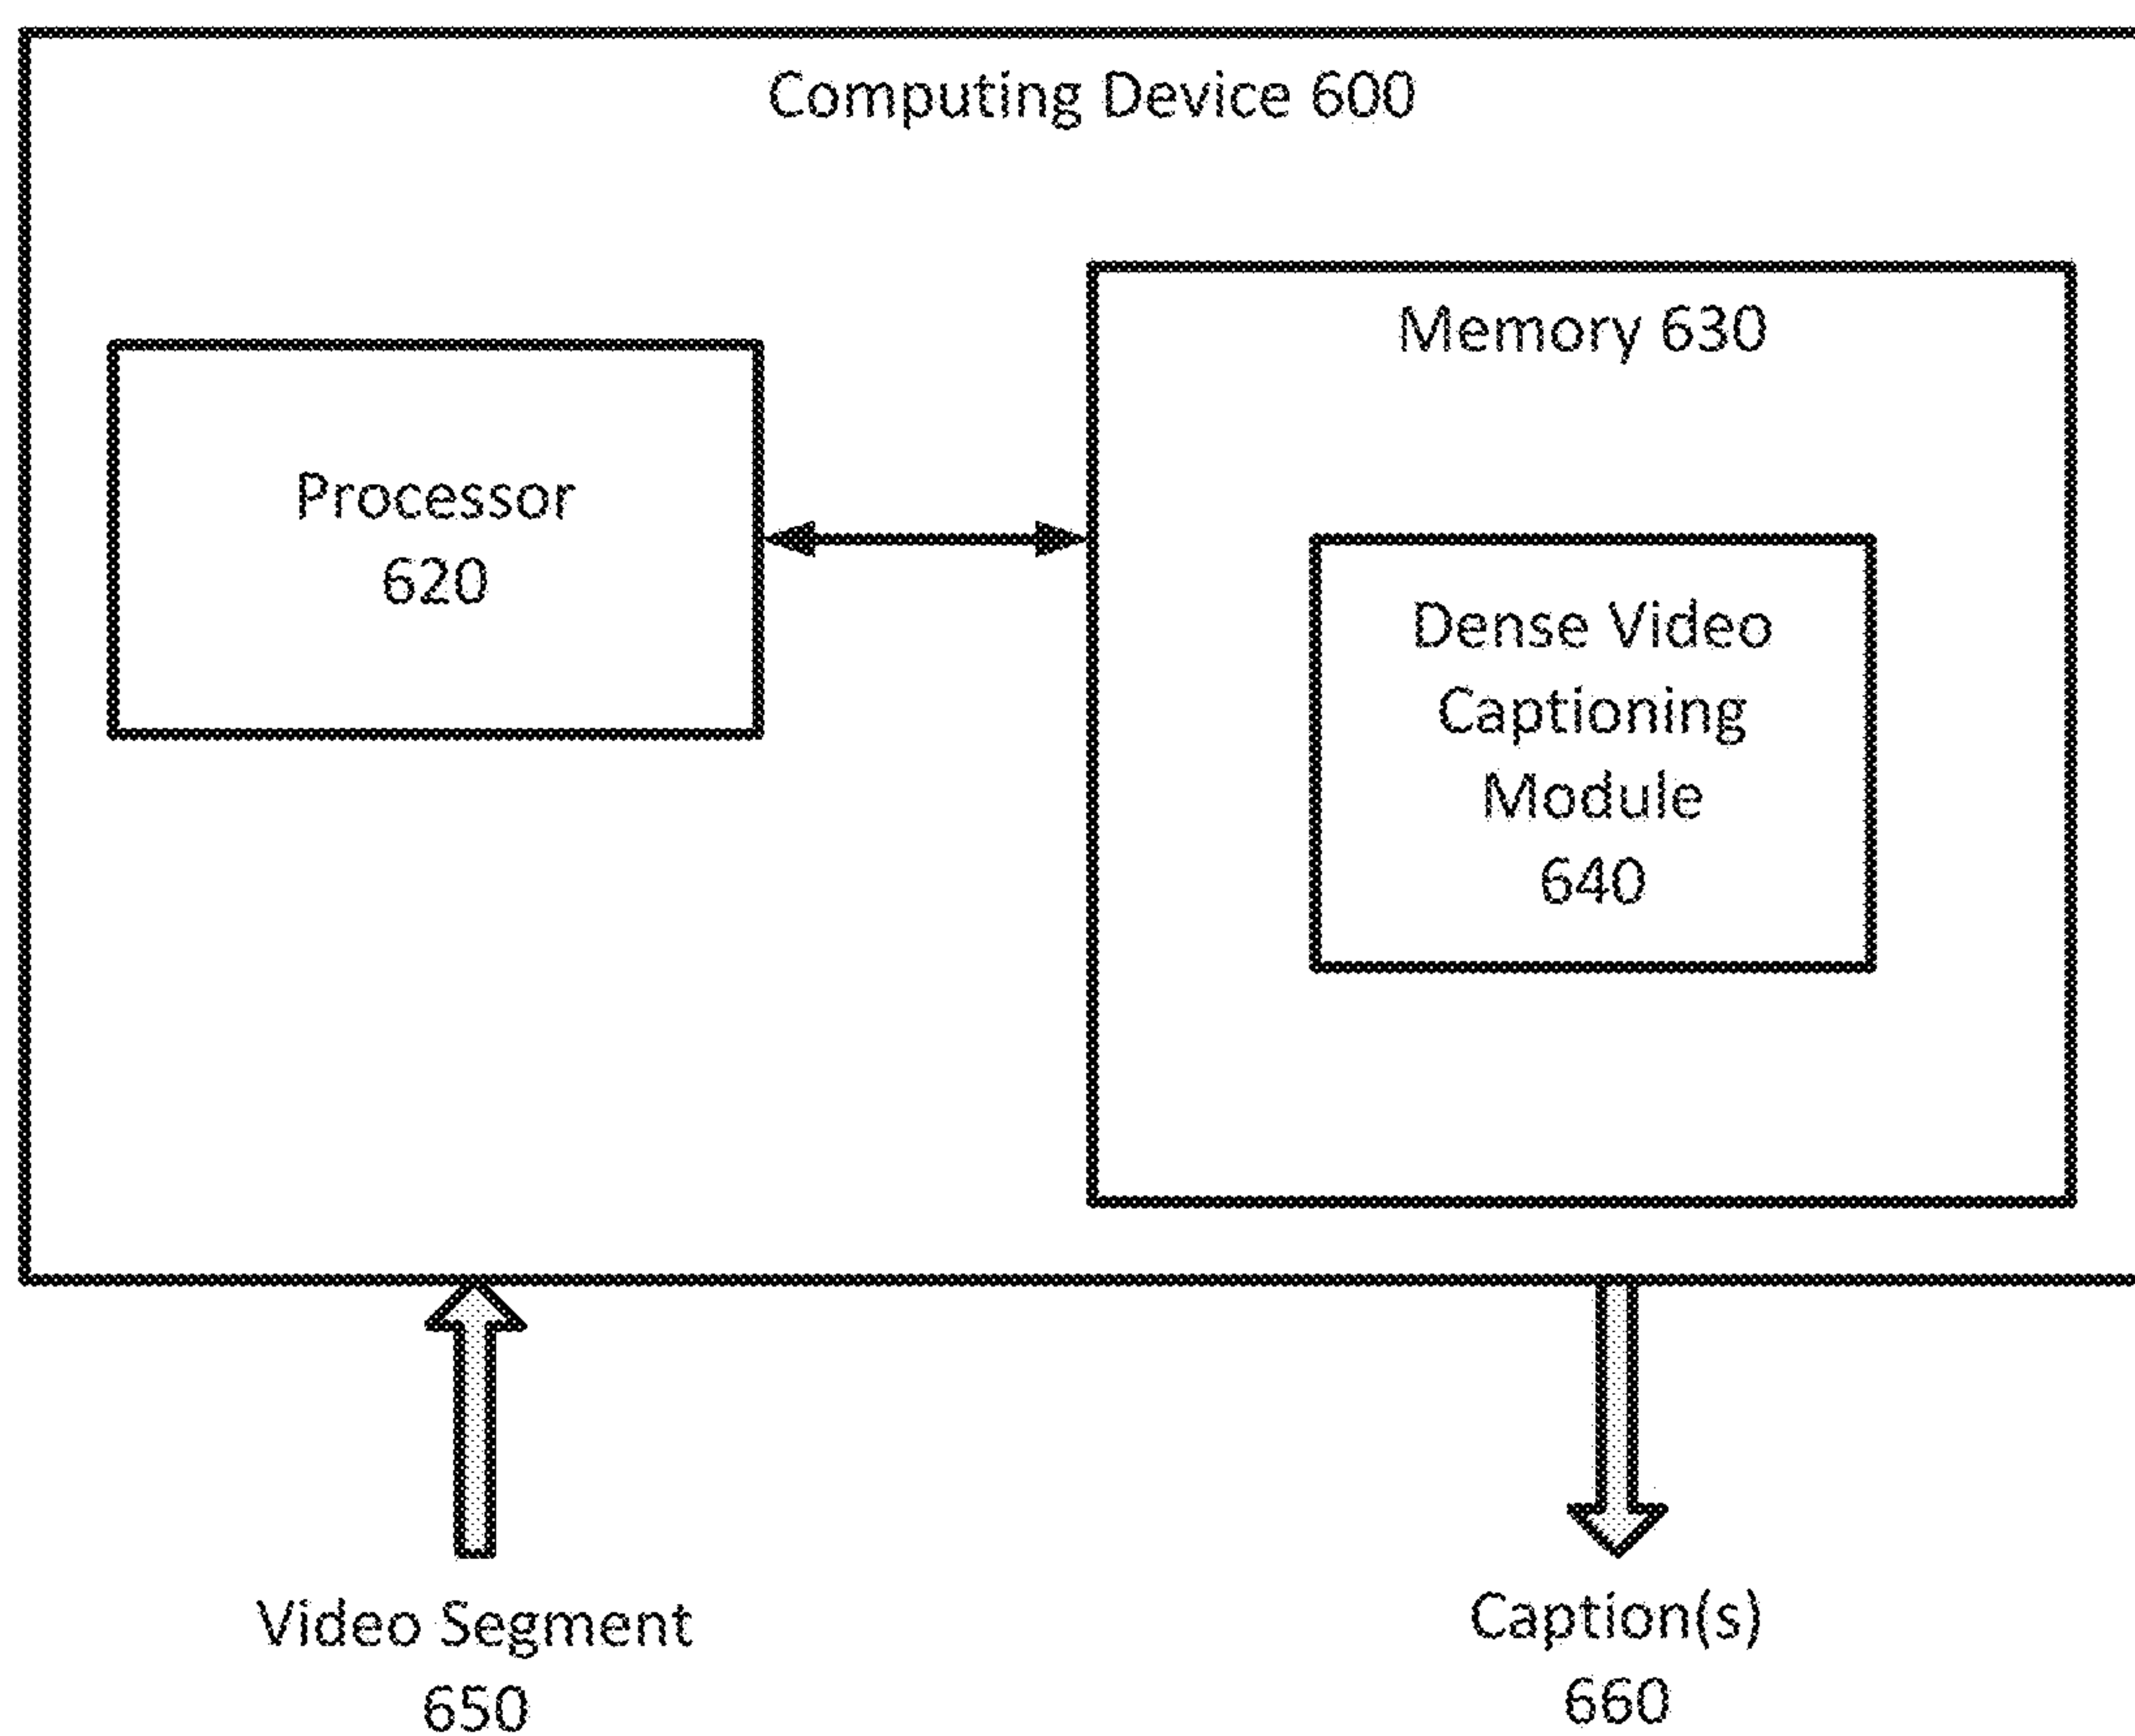 Computing Device 600
Memory 630
Processor
620
Dense Video
Captioning
Module
640
Video Segment
650
Caption(s)
660